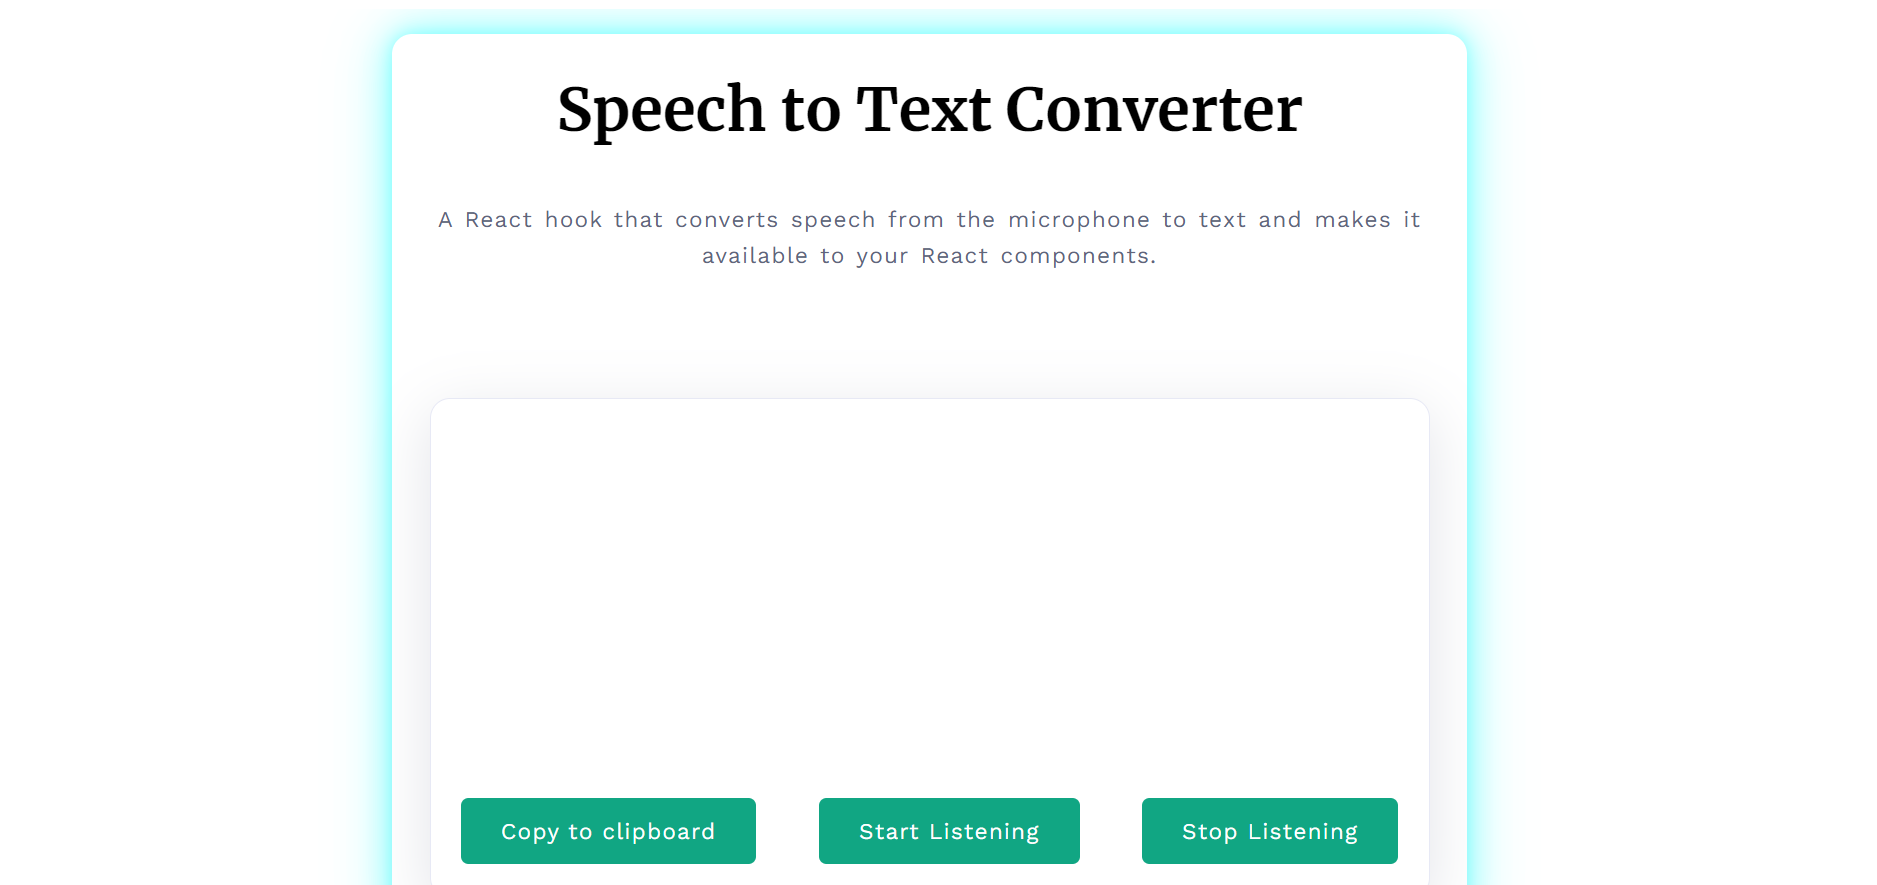 Speech to Text Converter
A React hook that converts speech from the microphone to text and makes it
available to your React components.
Copy to clipboard
Start Listening
Stop Listening